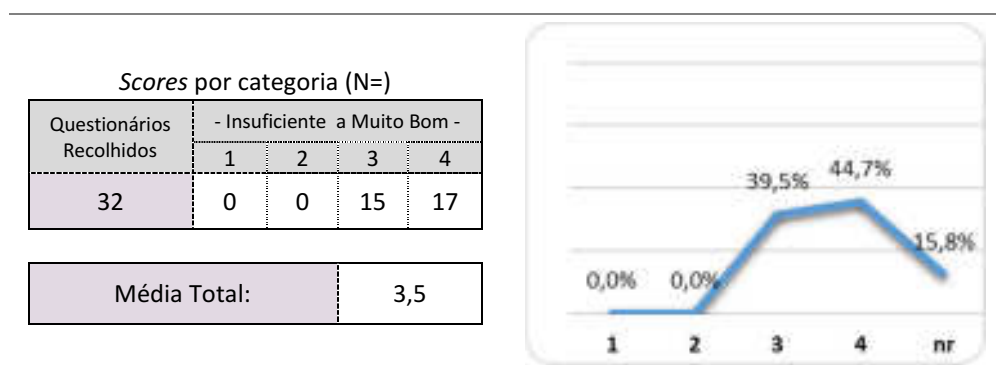 Scores por categoria (N=)
Questionários Recolhidos
- Insuficiente a Muito Bom -
1 2 3 4
32 0 0 15 17
Média Total: 3,5
0,0% 0,0% 39,5% 44,7% 15,8%
1 2 3 4 nr